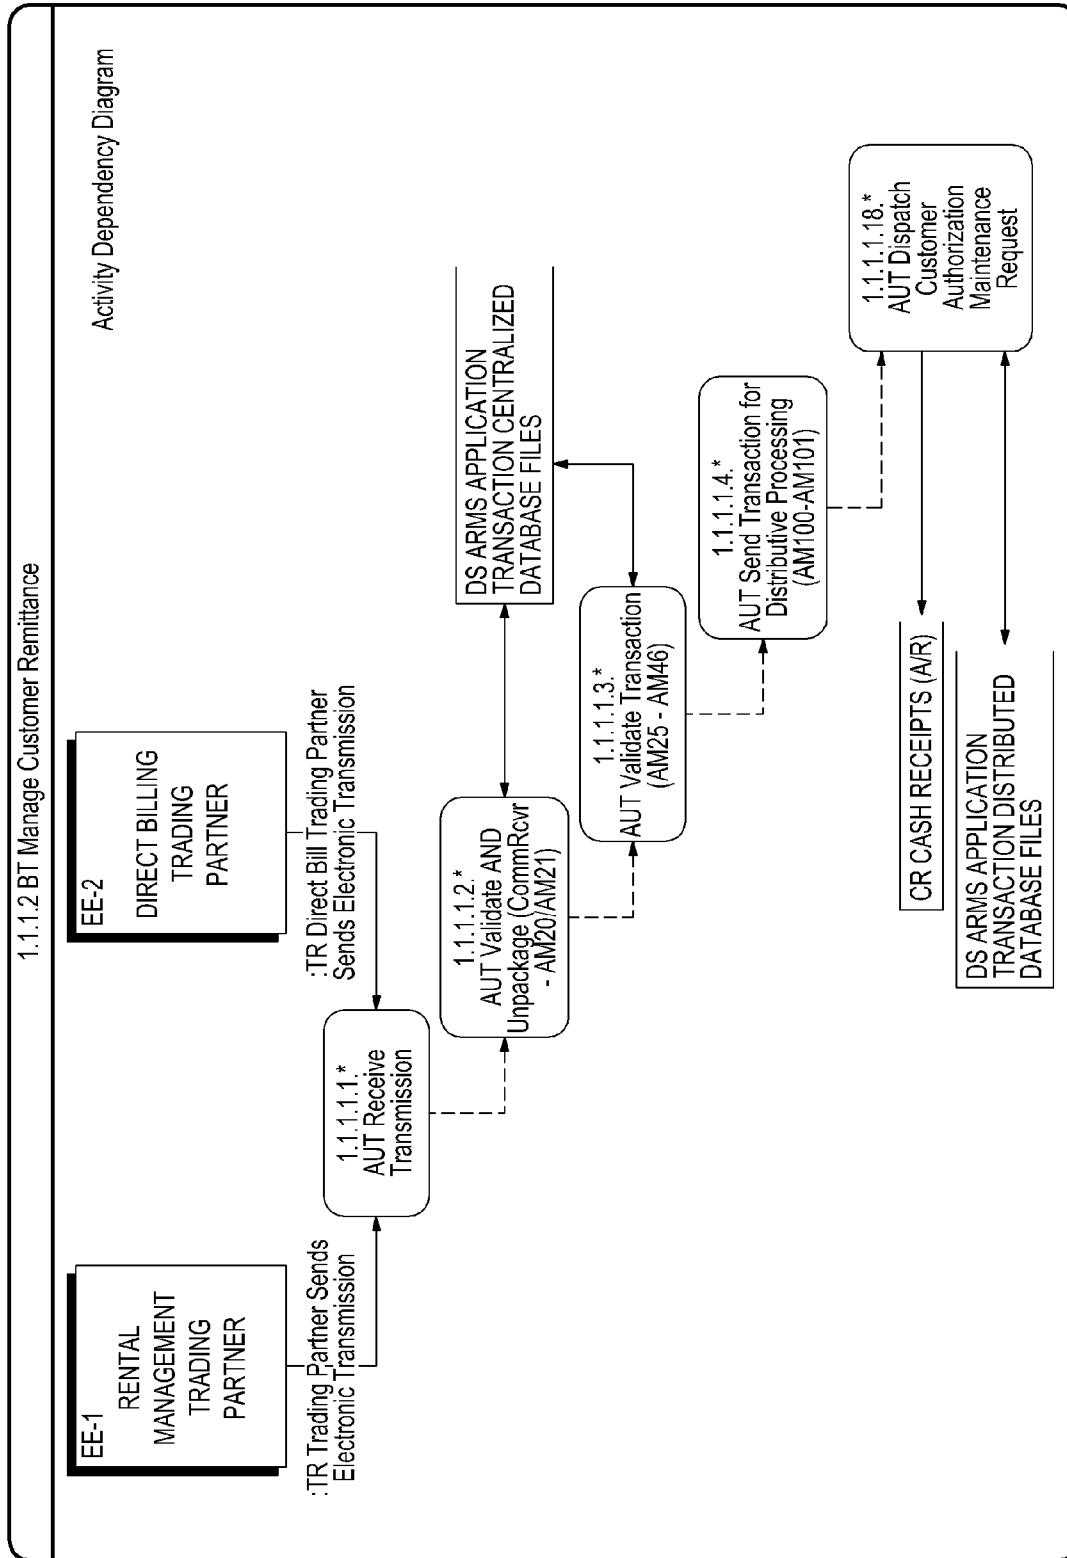 1.1.1.2 BT Manage Customer Remittance
Activity Dependency Diagram
EE-1
RENTAL
MANAGEMENT
TRADING
PARTNER
EE-2
DIRECT BILLING
TRADING
PARTNER
:TR Trading Partner Sends
Electronic Transmission
:TR Direct Bill Trading Partner
Sends Electronic Transmission
1.1.1.1.1.*
AUT Receive
Transmission
1.1.1.1.2.*
AUT Validate AND
Unpackage (CommRcvr
- AM20/AM21)
DS ARMS APPLICATION
TRANSACTION CENTRALIZED
DATABASE FILES
1.1.1.1.3.*
AUT Validate Transaction
(AM25 - AM46)
1.1.1.1.4.*
AUT Send Transaction for
Distributive Processing
(AM100-AM101)
1.1.1.1.18.*
AUT Dispatch
Customer
Authorization
Maintenance
Request
CR CASH RECEIPTS (A/R)
DS ARMS APPLICATION
TRANSACTION DISTRIBUTED
DATABASE FILES